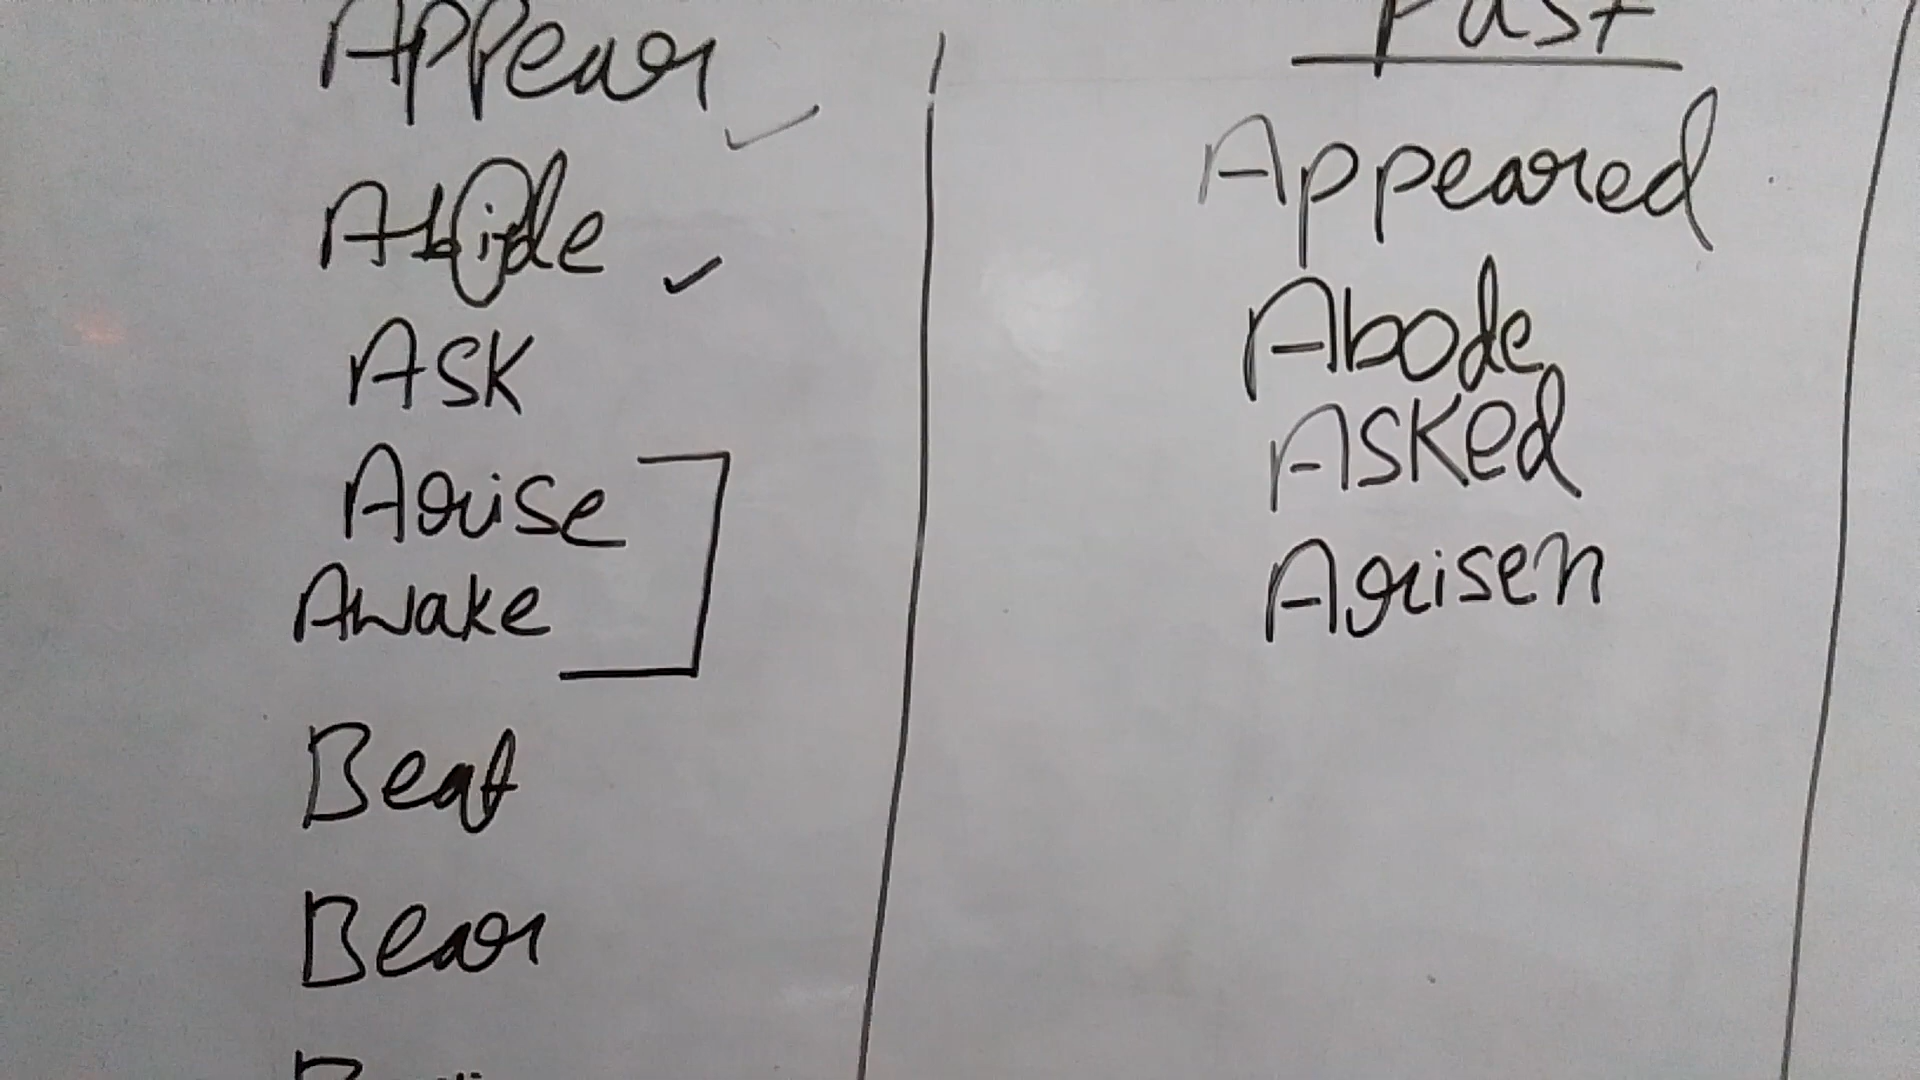 Appear
Abide
Ask
Arise
Awake
Beat
Bear
Past
Appeared
Abode
Asked
Arisen